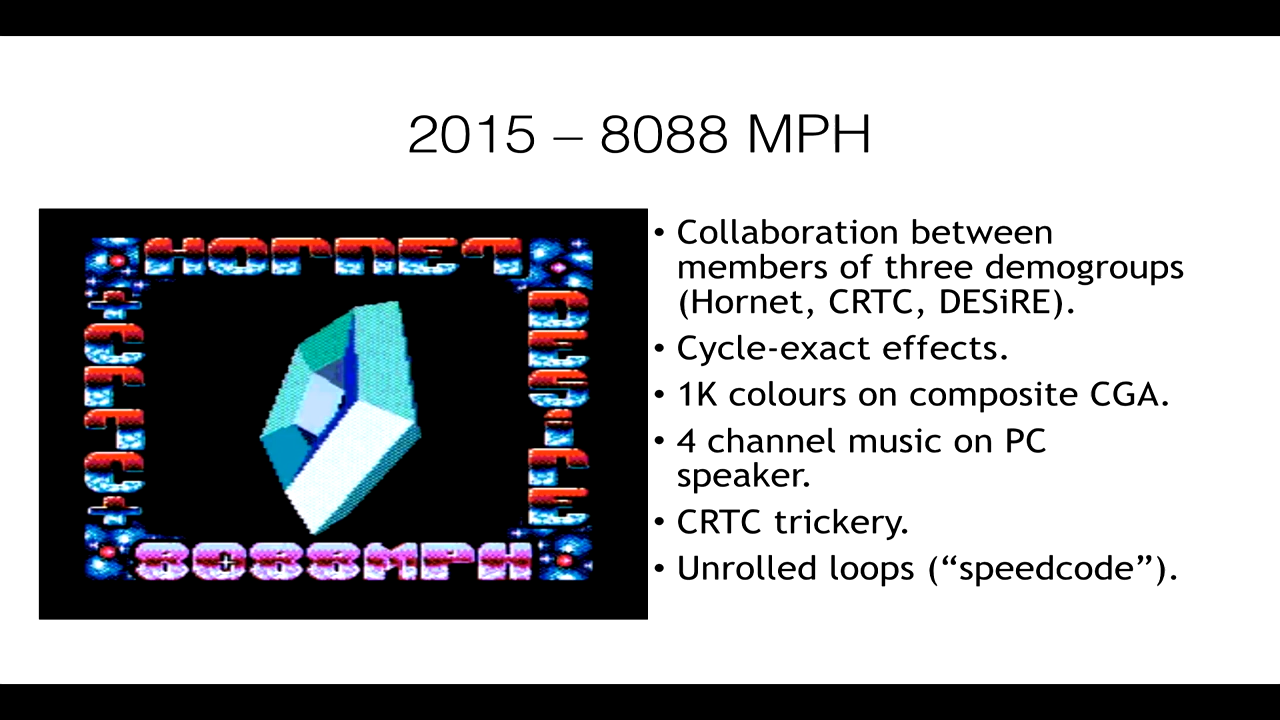 2015 – 8088 MPH
HORNET
+CRTC+
DESiRE
8088MPH
• Collaboration between
members of three demogroups
(Hornet, CRTC, DESiRE).
• Cycle-exact effects.
• 1K colours on composite CGA.
• 4 channel music on PC
speaker.
• CRTC trickery.
• Unrolled loops (“speedcode”).